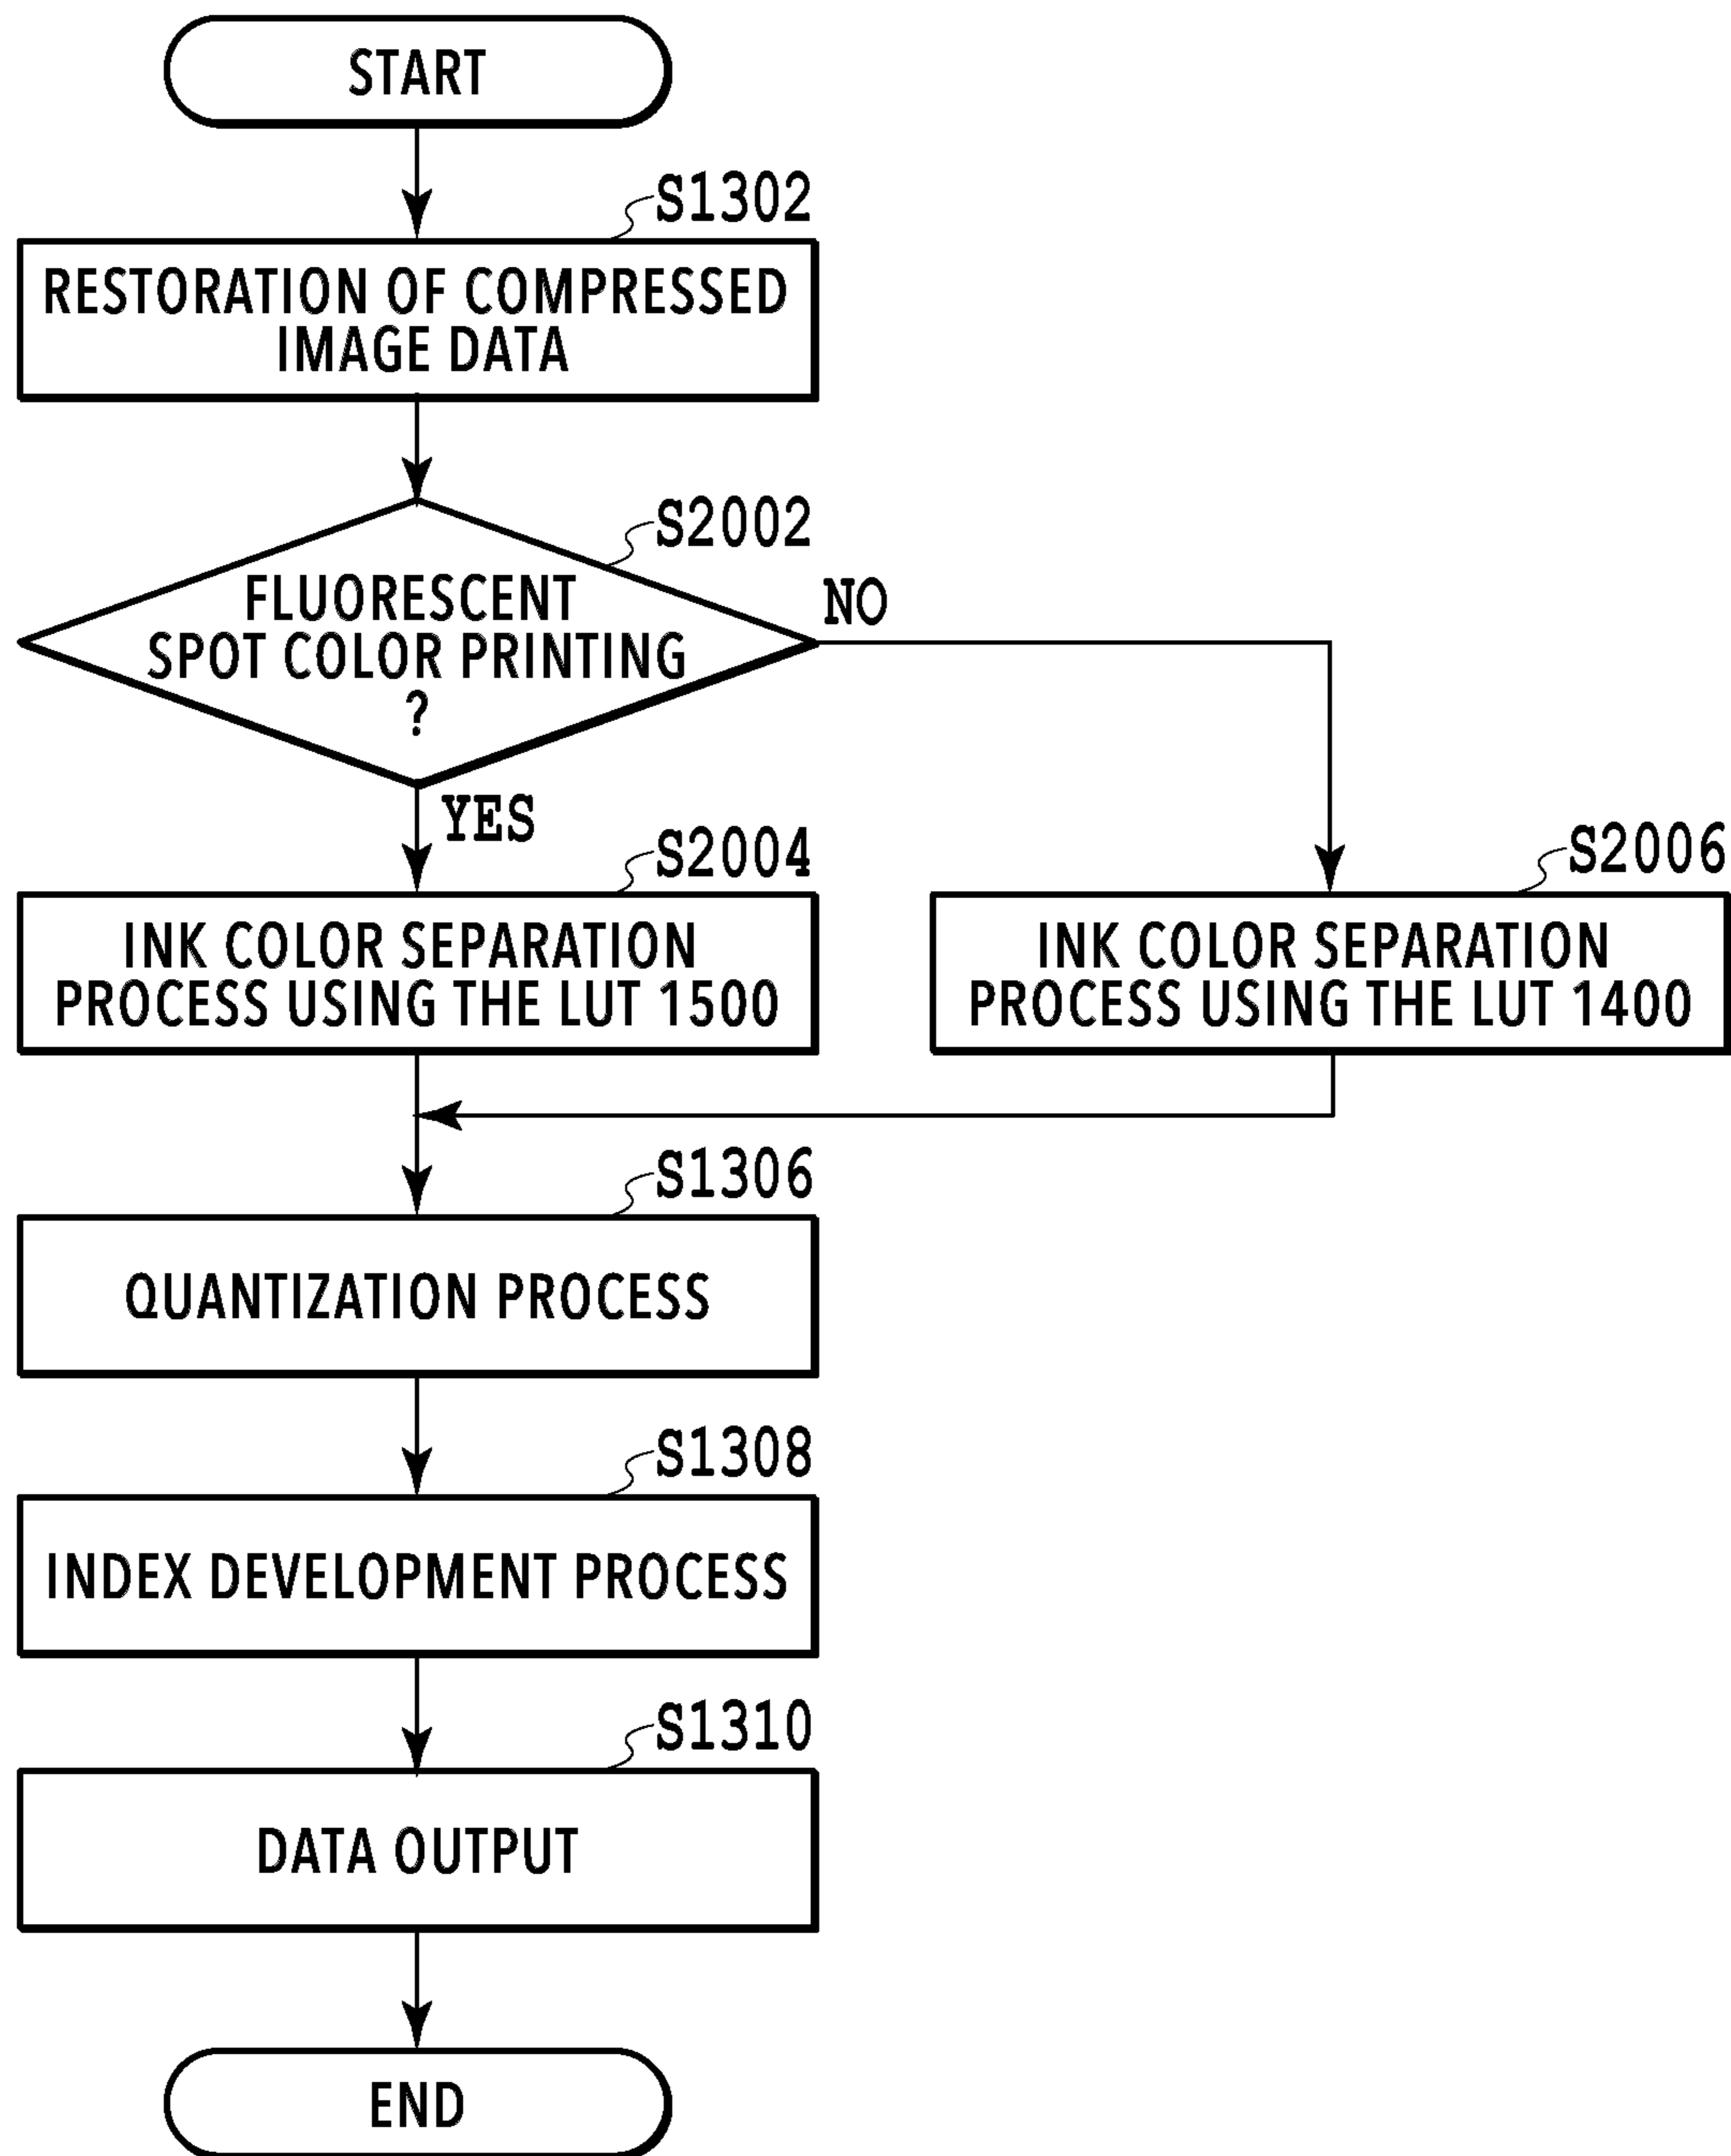 START
S1302
RESTORATION OF COMPRESSED
IMAGE DATA
S2002
FLUORESCENT
SPOT COLOR PRINTING
?
NO
YES
S2004
INK COLOR SEPARATION
PROCESS USING THE LUT 1500
S2006
INK COLOR SEPARATION
PROCESS USING THE LUT 1400
S1306
QUANTIZATION PROCESS
S1308
INDEX DEVELOPMENT PROCESS
S1310
DATA OUTPUT
END